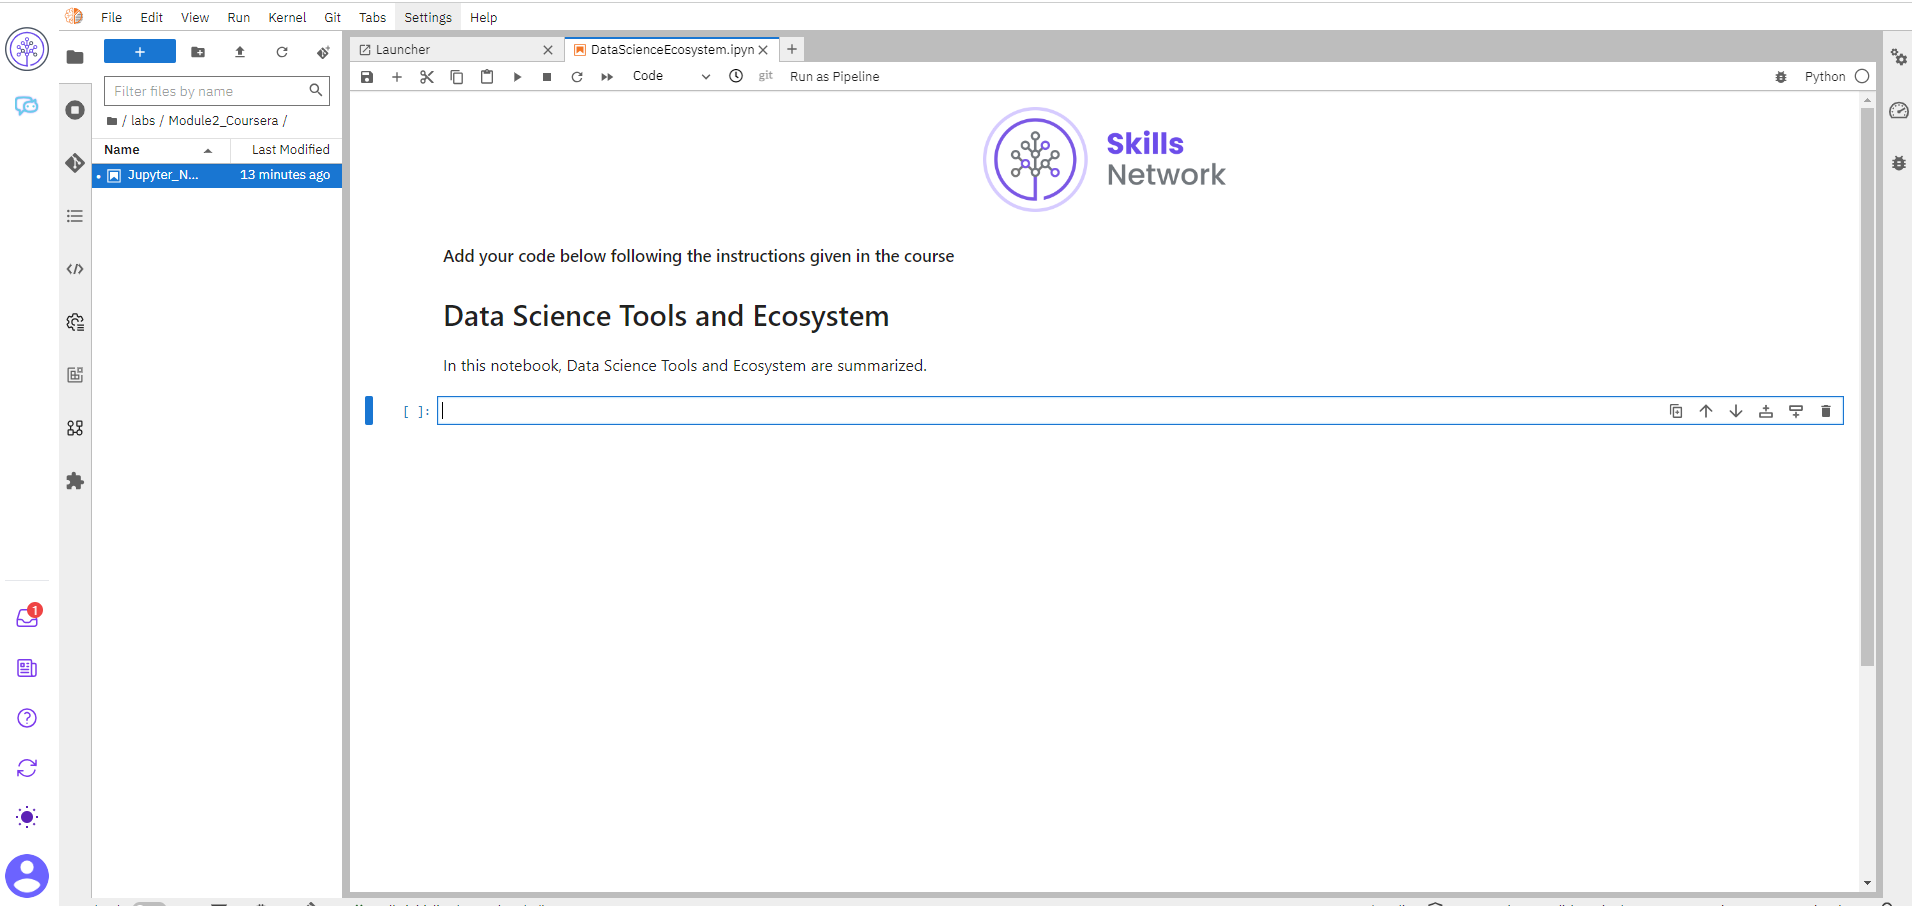 File Edit View Run Kernel Git Tabs Settings Help
Launcher
DataScienceEcosystem.ipyn
Code
git
Run as Pipeline
Python
Filter files by name
/ labs / Module2_Coursera /
Name
Last Modified
Jupyter_N...
13 minutes ago
Skills
Network
Add your code below following the instructions given in the course
Data Science Tools and Ecosystem
In this notebook, Data Science Tools and Ecosystem are summarized.
[ ]:
1